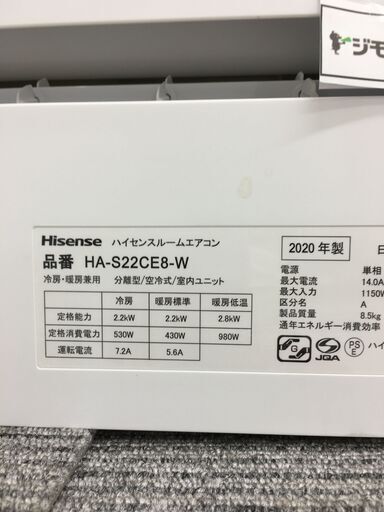 ジモ
Hisense ハイセンスルームエアコン
品番 HA-S22CE8-W
冷房・暖房兼用 分離型/空冷式/室内ユニット
冷房 暖房標準 暖房低温
定格能力 2.2kW 2.2kW 2.8kW
定格消費電力 530W 430W 980W
運転電流 7.2A 5.6A
2020 年製
電源 単相
最大電流 14.0A
最大入力 1150W
区分名 A
製品質量 8.5kg
通年エネルギー消費効率
G
JQA
PS
E
ハイ